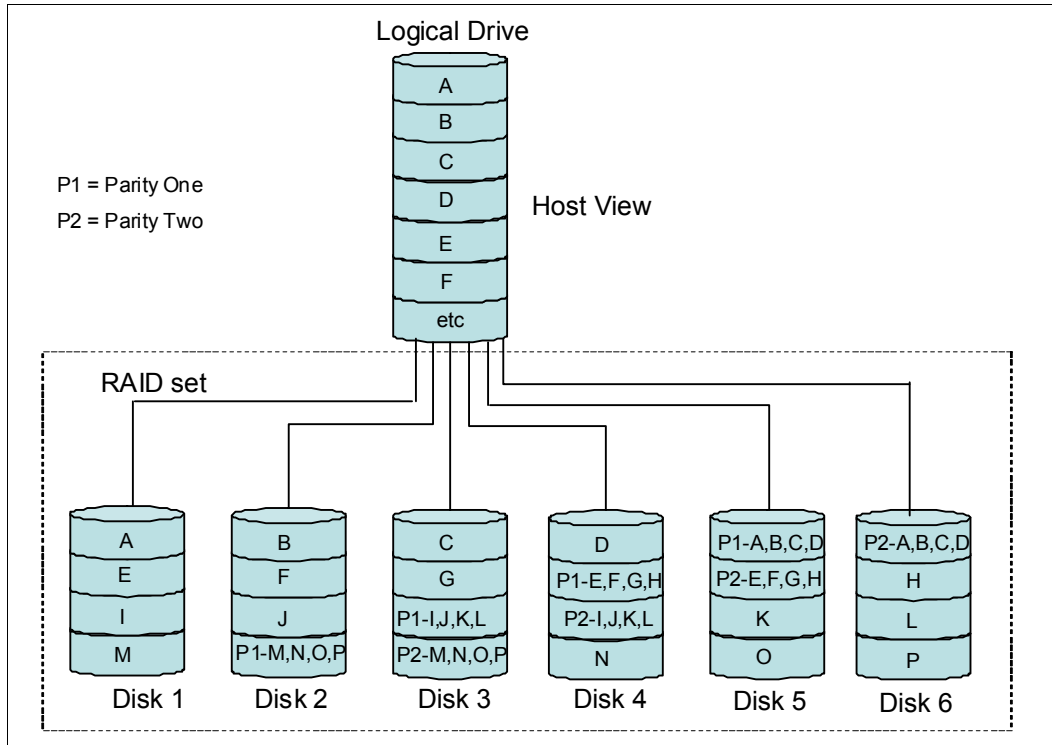 Logical Drive
A
B
C
D
E
F
etc
P1 = Parity One
P2 = Parity Two
Host View
RAID set
A
E
I
M
Disk 1
B
F
J
P1-M,N,O,P
Disk 2
C
G
P1-I,J,K,L
P2-M,N,O,P
Disk 3
D
P1-E,F,G,H
P2-I,J,K,L
N
Disk 4
P1-A,B,C,D
P2-E,F,G,H
K
O
Disk 5
P2-A,B,C,D
H
L
P
Disk 6